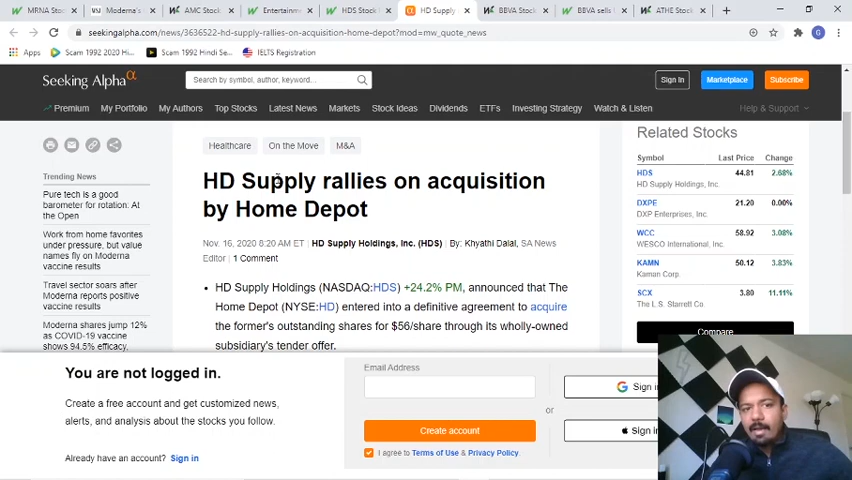 MRNA Stoc
Moderna's
AMC Stock
Entertainm
HDS Stock
HD Supply
BBVA Stock
BBVA sells
ATHE Stock
seekingalpha.com/news/3636522-hd-supply-rallies-on-acquisition-home-depot?mod=mw_quote_news
Apps Scam 1992 2020 H Scam 1992 Hindi Se... IELTS Registration
Seeking Alpha α
Search by symbol, author, keyword...
Sign In Marketplace Subscribe
Premium My Portfolio My Authors Top Stocks Latest News Markets Stock Ideas Dividends ETFs Investing Strategy Watch & Listen Help & Support
Healthcare On the Move M&A
HD Supply rallies on acquisition
by Home Depot
Nov. 16, 2020 8:20 AM ET | HD Supply Holdings, Inc. (HDS) | By: Khyathi Dalal, SA News
Editor | 1 Comment
• HD Supply Holdings (NASDAQ:HDS) +24.2% PM, announced that The
Home Depot (NYSE:HD) entered into a definitive agreement to acquire
the former's outstanding shares for $56/share through its wholly-owned
subsidiary's tender offer.
Trending News
Pure tech is a good
barometer for rotation: At
the Open
Work from home favorites
under pressure, but value
names fly on Moderna
vaccine results
Travel sector soars after
Moderna reports positive
vaccine results
Moderna shares jump 12%
as COVID-19 vaccine
shows 94.5% efficacy,
Related Stocks
Symbol Last Price Change
HDS 44.81 2.68%
HD Supply Holdings, Inc.
DXPE 21.20 0.00%
DXP Enterprises, Inc.
WCC 58.92 3.08%
WESCO International, Inc.
KAMN 50.12 3.83%
Kaman Corp.
SCX 3.80 11.11%
The L.S. Starrett Co.
Compare
You are not logged in.
Create a free account and get customized news,
alerts, and analysis about the stocks you follow.
Already have an account? Sign in
Email Address
Create account
I agree to Terms of Use & Privacy Policy.
or
Sign in
Sign in